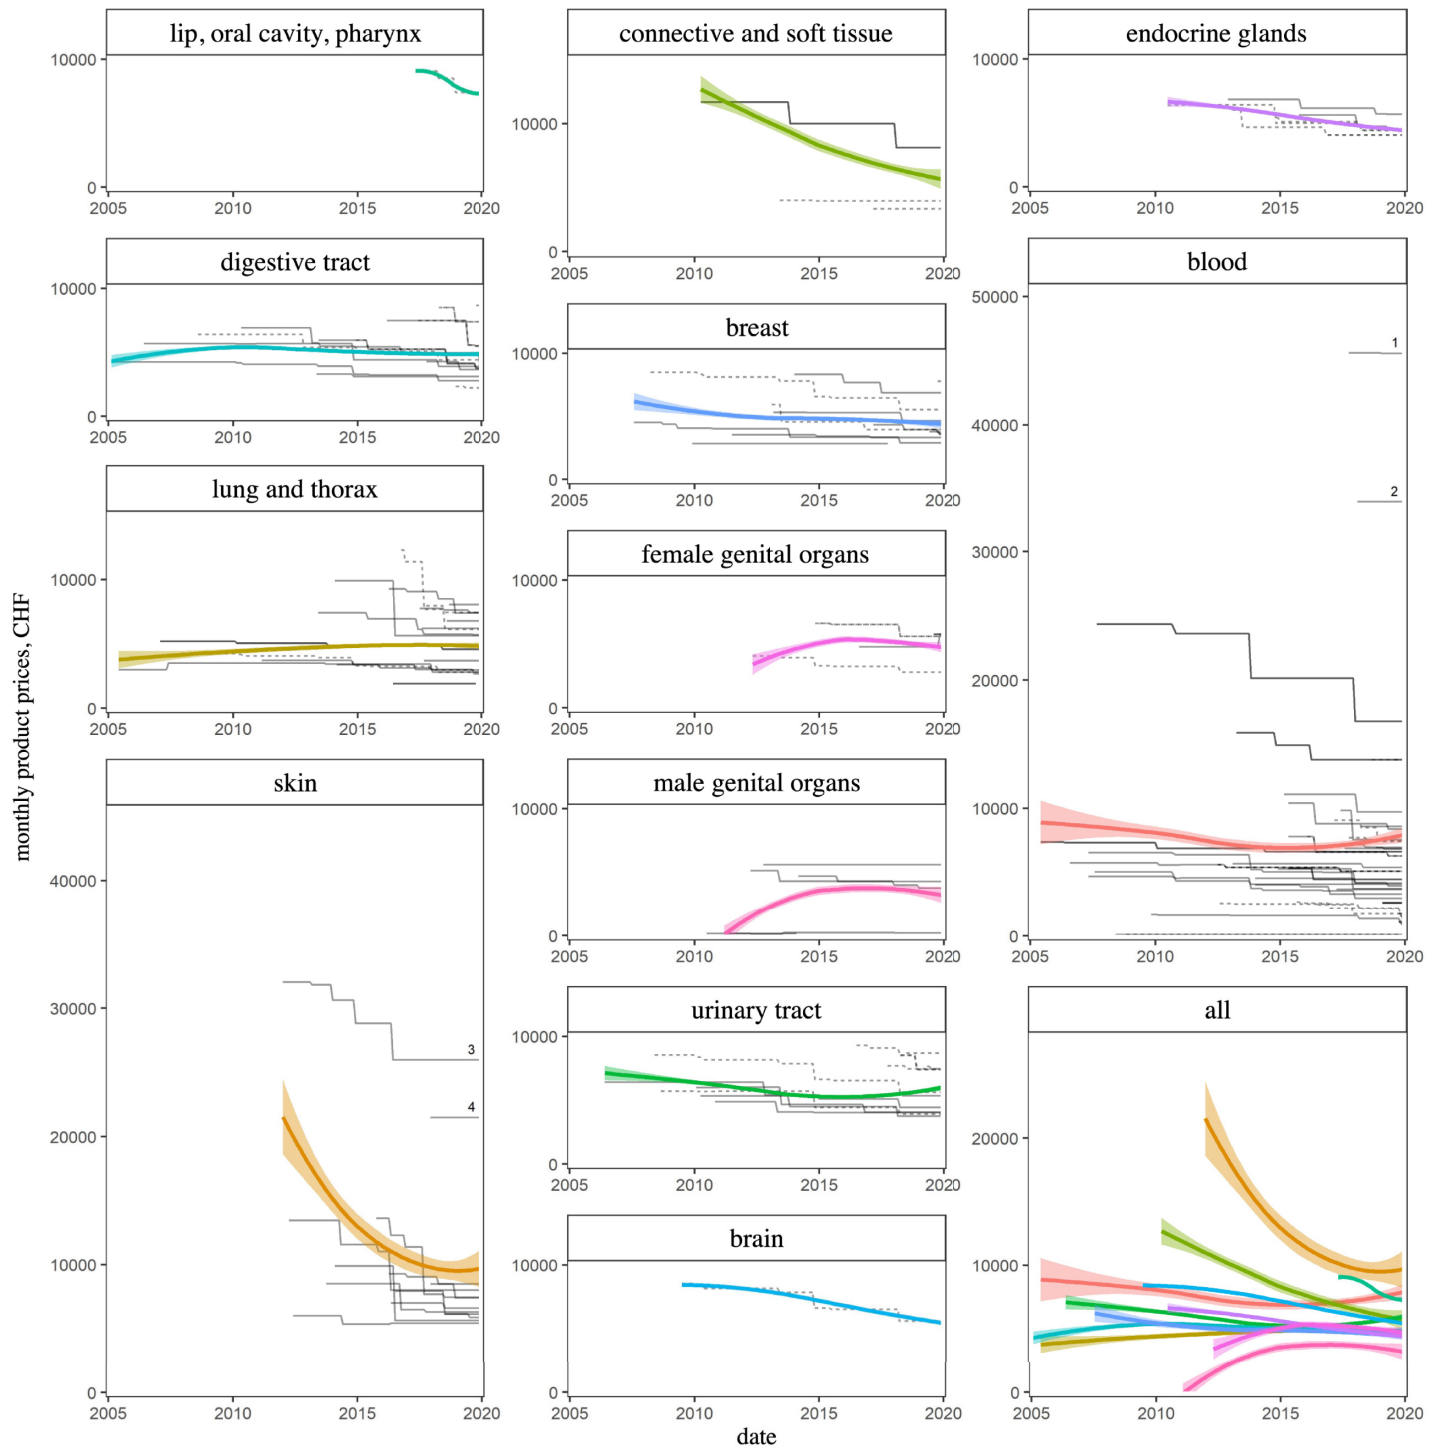 lip, oral cavity, pharynx
10000
0
2005 2010 2015 2020
digestive tract
10000
0
2005 2010 2015 2020
lung and thorax
10000
0
2005 2010 2015 2020
skin
40000
30000
3
4
20000
10000
0
2005 2010 2015 2020
connective and soft tissue
10000
0
2005 2010 2015 2020
breast
10000
0
2005 2010 2015 2020
female genital organs
10000
0
2005 2010 2015 2020
male genital organs
10000
0
2005 2010 2015 2020
urinary tract
10000
0
2005 2010 2015 2020
brain
10000
0
2005 2010 2015 2020
endocrine glands
10000
0
2005 2010 2015 2020
blood
50000
1
40000
2
30000
20000
10000
0
2005 2010 2015 2020
all
20000
10000
0
2005 2010 2015 2020
monthly product prices, CHF
date